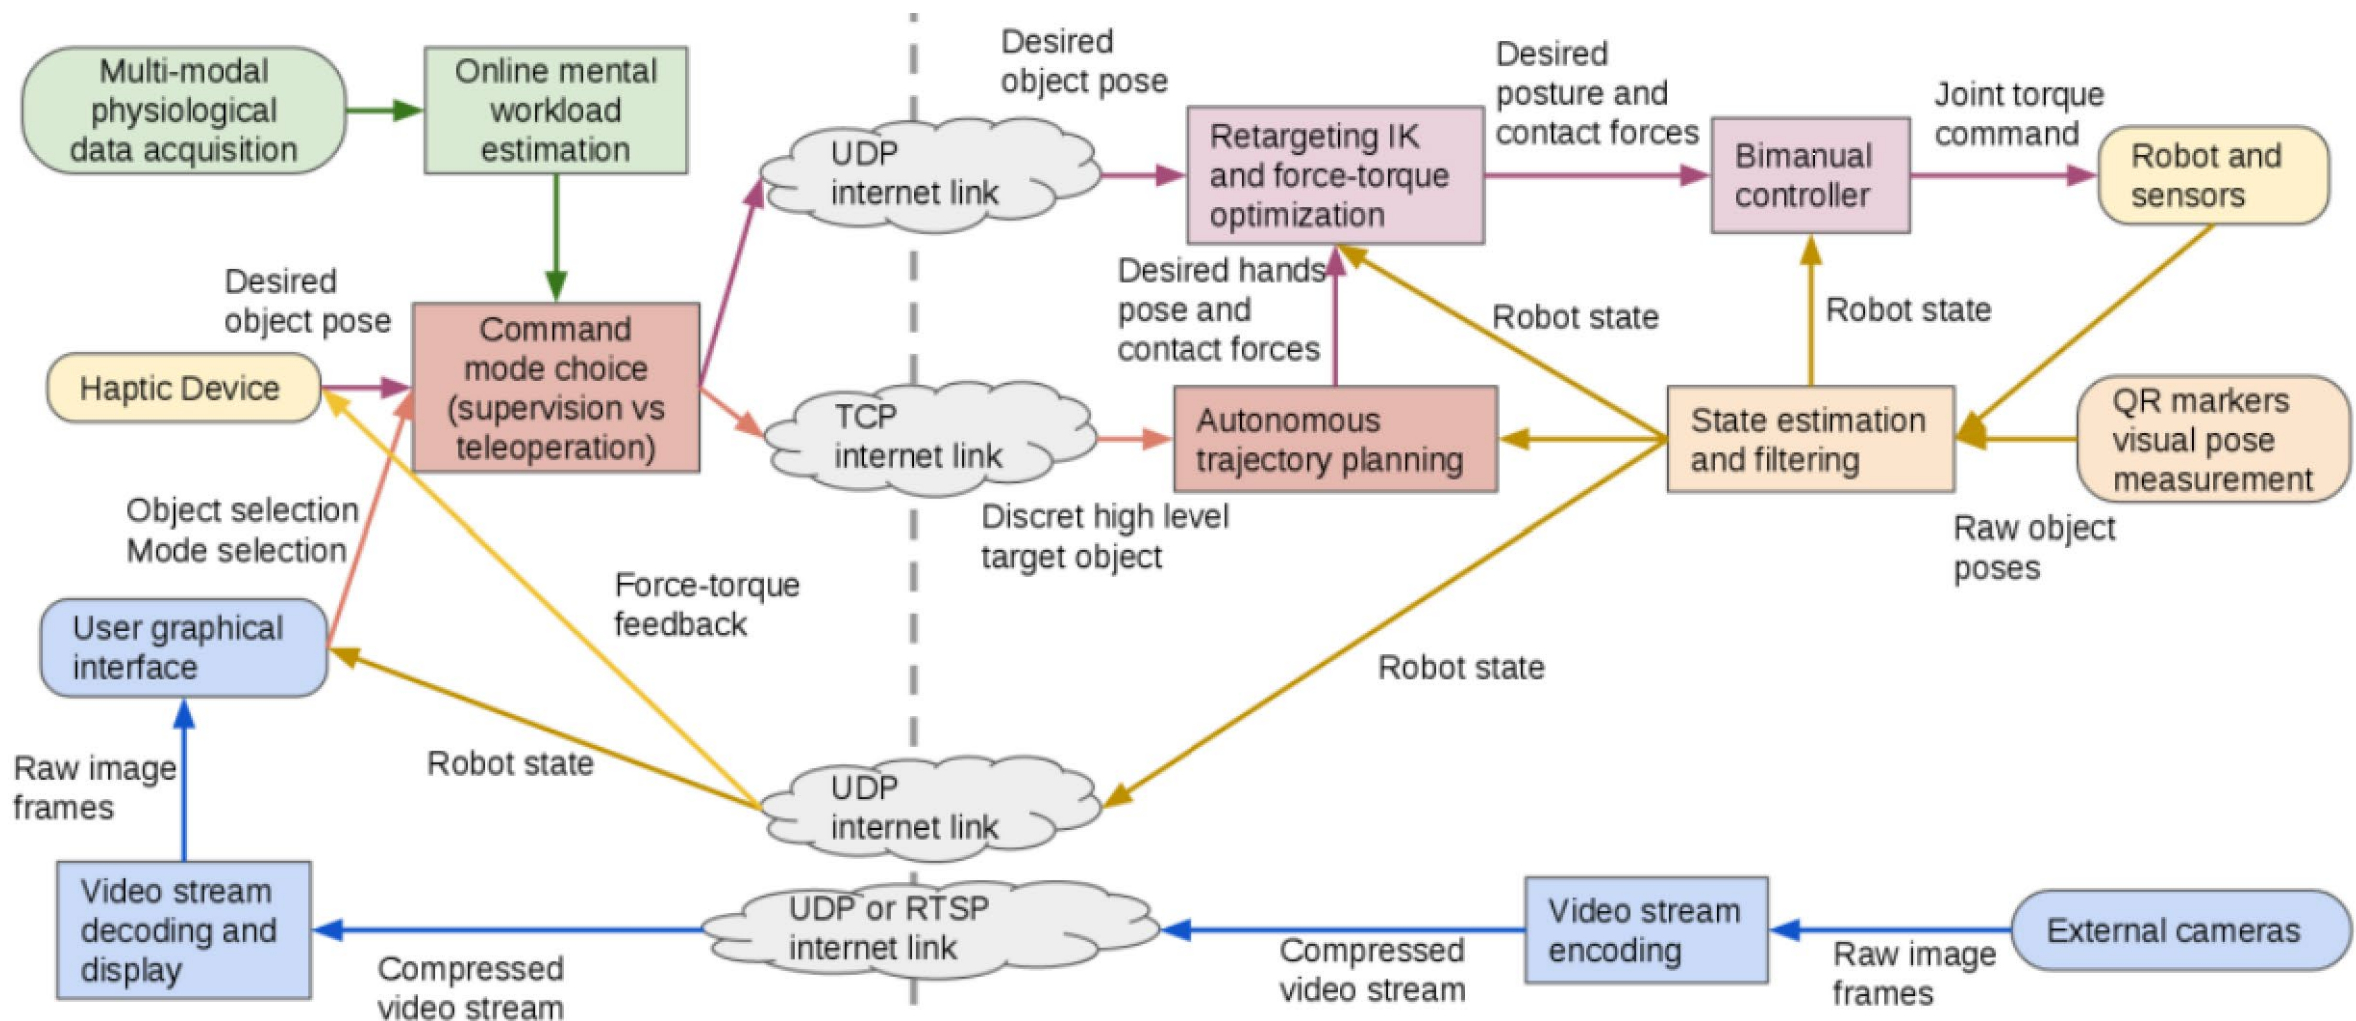 Multi-modal
physiological
data acquisition
Online mental
workload
estimation
Desired
object pose
Haptic Device
Command
mode choice
(supervision vs
teleoperation)
Object selection
Mode selection
User graphical
interface
Raw image
frames
Video stream
decoding and
display
Robot state
Force-torque
feedback
Compressed
video stream
UDP
internet link
TCP
internet link
UDP
internet link
UDP or RTSP
internet link
Desired
object pose
Retargeting IK
and force-torque
optimization
Desired
posture and
contact forces
Bimanual
controller
Joint torque
command
Robot and
sensors
Desired hands
pose and
contact forces
Robot state
Robot state
Autonomous
trajectory planning
Discret high level
target object
State estimation
and filtering
QR markers
visual pose
measurement
Raw object
poses
Robot state
Compressed
video stream
Video stream
encoding
Raw image
frames
External cameras